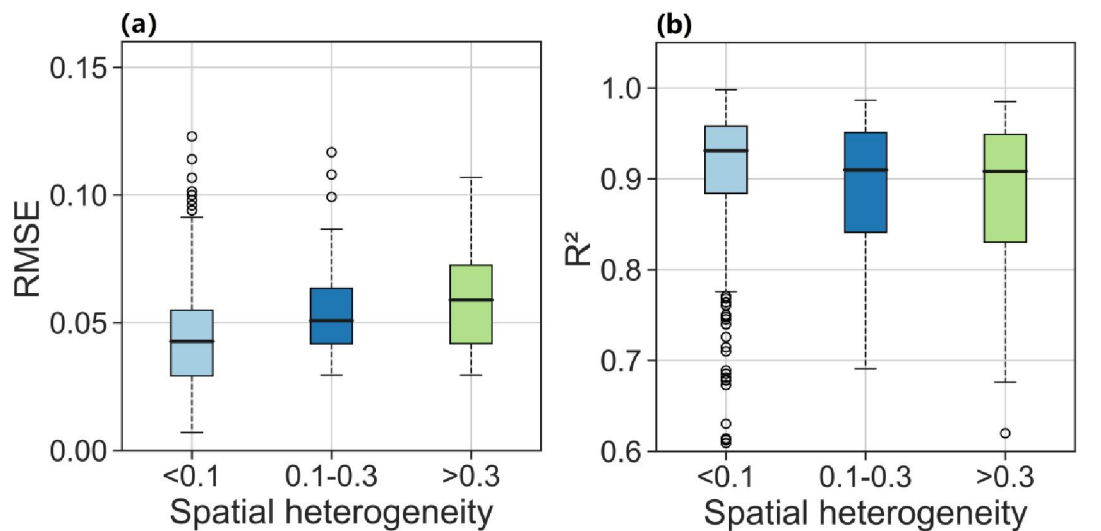 (a)
RMSE
0.15
0.10
0.05
0.00
<0.1 0.1-0.3 >0.3
Spatial heterogeneity
(b)
R²
1.0
0.9
0.8
0.7
0.6
<0.1 0.1-0.3 >0.3
Spatial heterogeneity